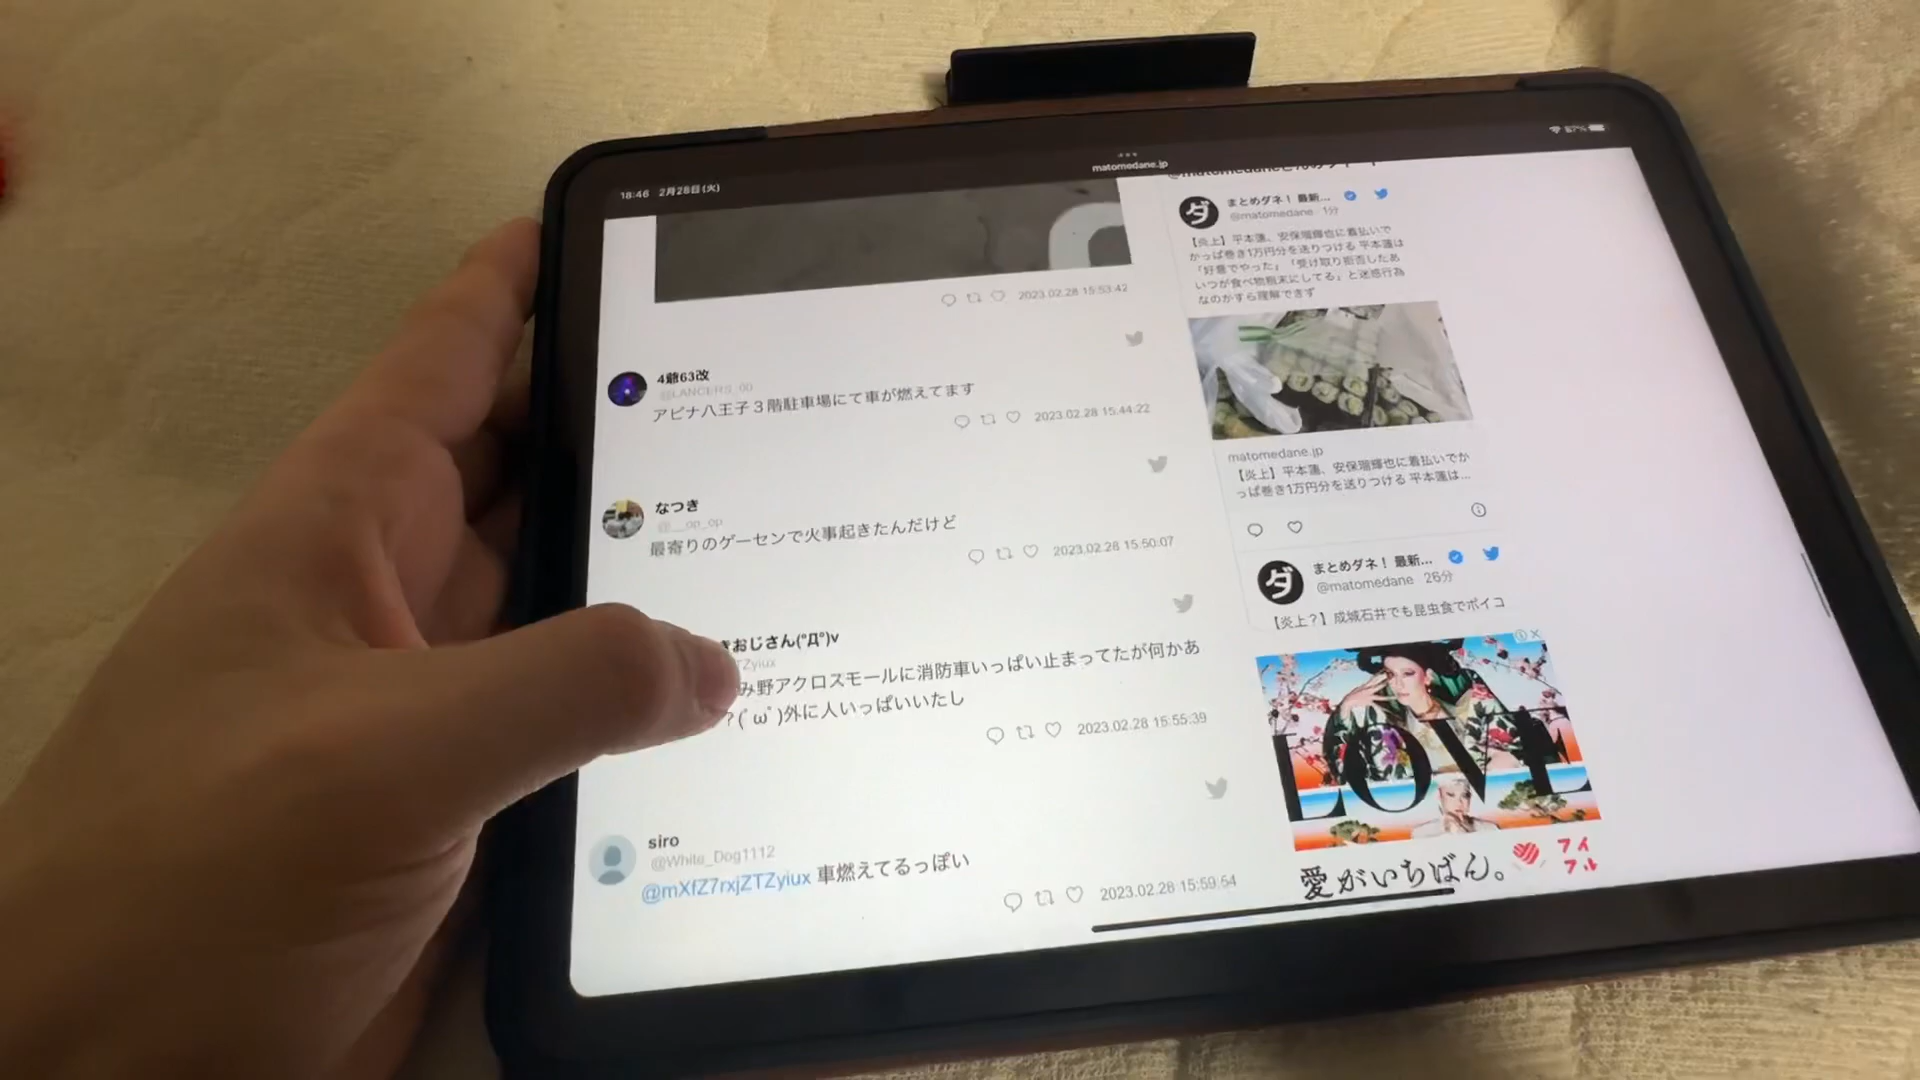 18:46 2月28日(火)
matomedane.jp
87%
2023.02.28 15:53:42
4爺63改
@LANCERS_00
アピナ八王子3階駐車場にて車が燃えてます
2023.02.28 15:44:22
なつき
@__op_op
最寄りのゲーセンで火事起きたんだけど
2023.02.28 15:50:07
きおじさん(°Д°)v
TZyiux
み野アクロスモールに消防車いっぱい止まってたが何かあ
?(´ω`)外に人いっぱいいたし
2023.02.28 15:55:39
siro
@White_Dog1112
@mXfZ7rxjZTZyiux 車燃えてるっぽい
2023.02.28 15:59:54
まとめダネ! 最新...
@matomedane 1分
【炎上】平本蓮、安保瑠輝也に着払いで
かっぱ巻き1万円分を送りつける 平本蓮は
「好意でやった」「受け取り拒否したあ
いつが食べ物粗末にしてる」と迷惑行為
なのがすら理解できず
matomedane.jp
【炎上】平本蓮、安保瑠輝也に着払いでか
っぱ巻き1万円分を送りつける 平本蓮は...
ダ
まとめダネ! 最新...
@matomedane 26分
【炎上?】成城石井でも昆虫食でボイコ
LOVE
愛がいちばん。
アイ
フル